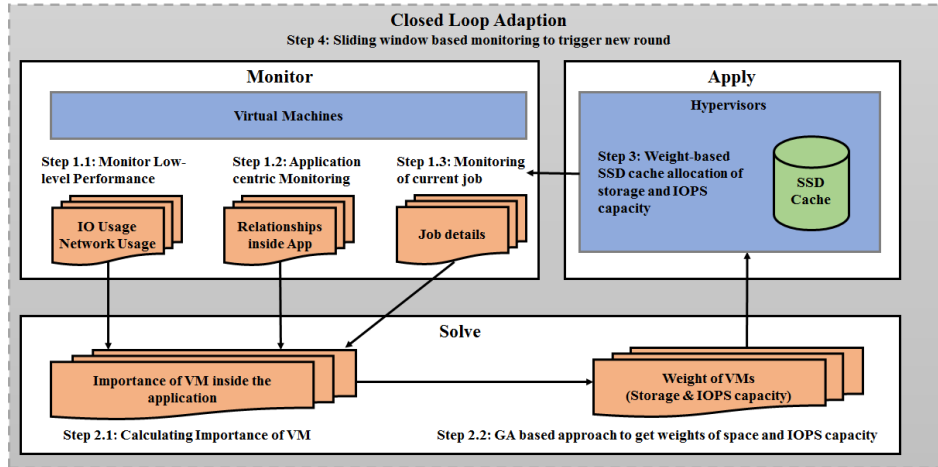 Closed Loop Adaption
Step 4: Sliding window based monitoring to trigger new round
Monitor
Virtual Machines
Step 1.1: Monitor Low-
level Performance
Step 1.2: Application
centric Monitoring
Step 1.3: Monitoring
of current job
IO Usage
Network Usage
Relationships
inside App
Job details
Apply
Hypervisors
Step 3: Weight-based
SSD cache allocation of
storage and IOPS
capacity
SSD
Cache
Solve
Importance of VM inside the
application
Weight of VMs
(Storage & IOPS capacity)
Step 2.1: Calculating Importance of VM
Step 2.2: GA based approach to get weights of space and IOPS capacity